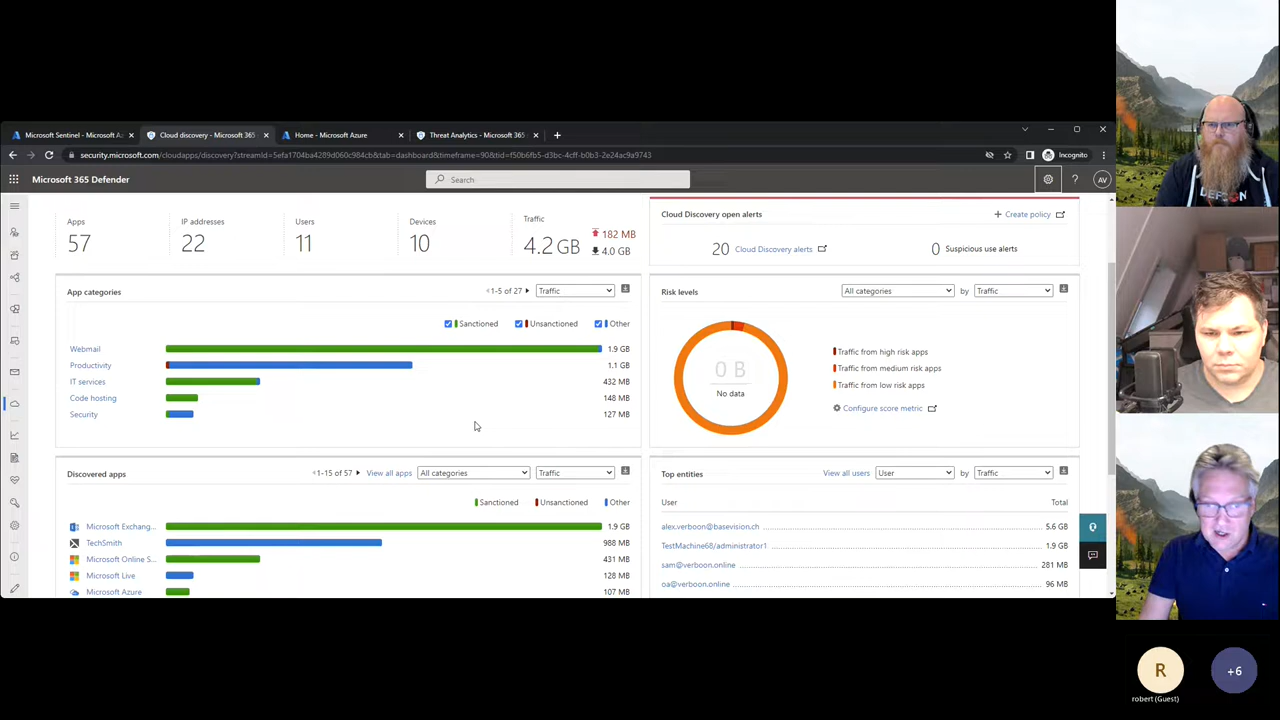 Microsoft Sentinel - Microsoft A
Cloud discovery - Microsoft 365
Home - Microsoft Azure
Threat Analytics - Microsoft 365
security.microsoft.com/cloudapps/discovery?streamId=5efa1704ba4289d060c984cb&tab=dashboard&timeframe=90&tid=f50b6fb5-d3bc-4cff-b0b3-2e24ac9a9743
Incognito
Microsoft 365 Defender
Search
AV
Apps
57
IP addresses
22
Users
11
Devices
10
Traffic
4.2 GB
182 MB
4.0 GB
Cloud Discovery open alerts
Create policy
20 Cloud Discovery alerts
0 Suspicious use alerts
App categories
1-5 of 27
Traffic
Sanctioned
Unsanctioned
Other
Webmail 1.9 GB
Productivity 1.1 GB
IT services 432 MB
Code hosting 148 MB
Security 127 MB
Risk levels
All categories by Traffic
0 B
No data
Traffic from high risk apps
Traffic from medium risk apps
Traffic from low risk apps
Configure score metric
Discovered apps
1-15 of 57
View all apps
All categories
Traffic
Sanctioned
Unsanctioned
Other
Microsoft Exchang... 1.9 GB
TechSmith 988 MB
Microsoft Online S... 431 MB
Microsoft Live 128 MB
Microsoft Azure 107 MB
Top entities
View all users
User by Traffic
User Total
alex.verboon@basevision.ch 5.6 GB
TestMachine68/administrator1 1.9 GB
sam@verboon.online 281 MB
oa@verboon.online 96 MB
R
robert (Guest)
+6